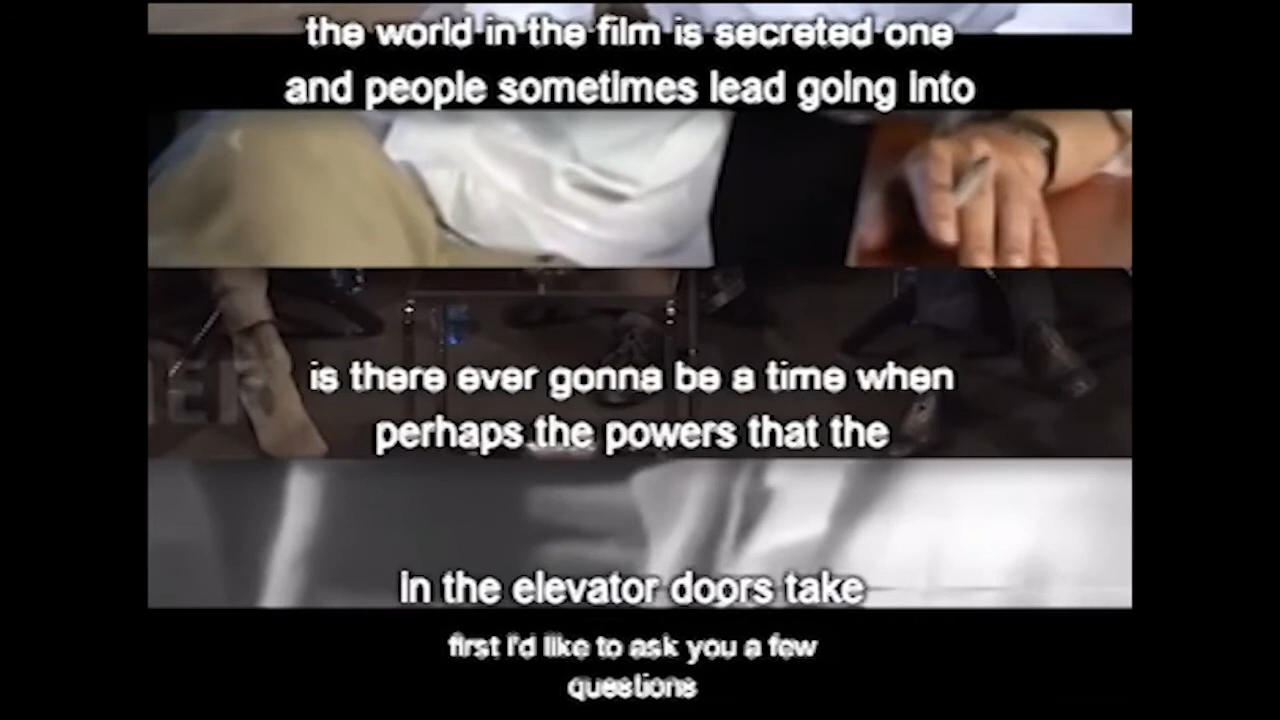 the world in the film is secreted one
and people sometimes lead going into
is there ever gonna be a time when
perhaps the powers that the
in the elevator doors take
first I'd like to ask you a few
questions